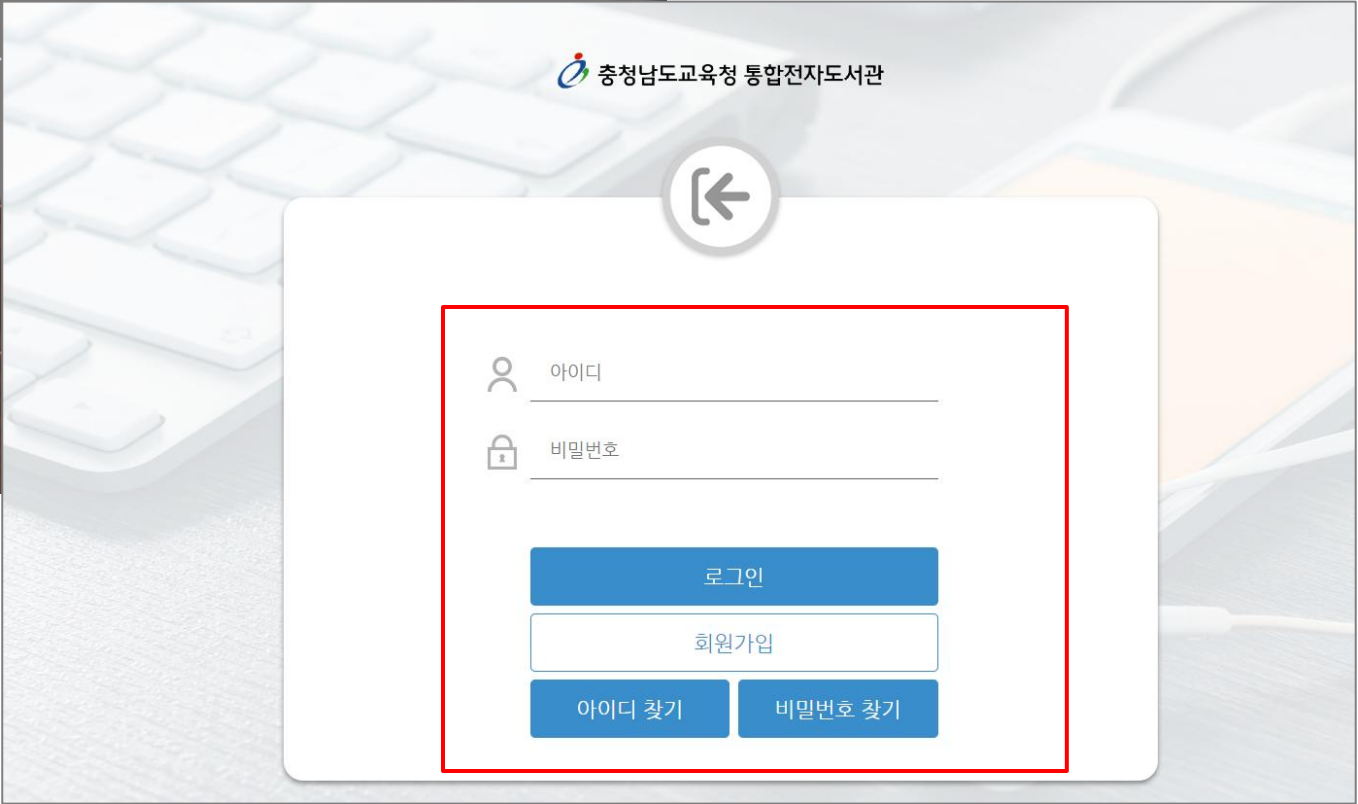 충청남도교육청 통합전자도서관
아이디
비밀번호
로그인
회원가입
아이디 찾기 비밀번호 찾기